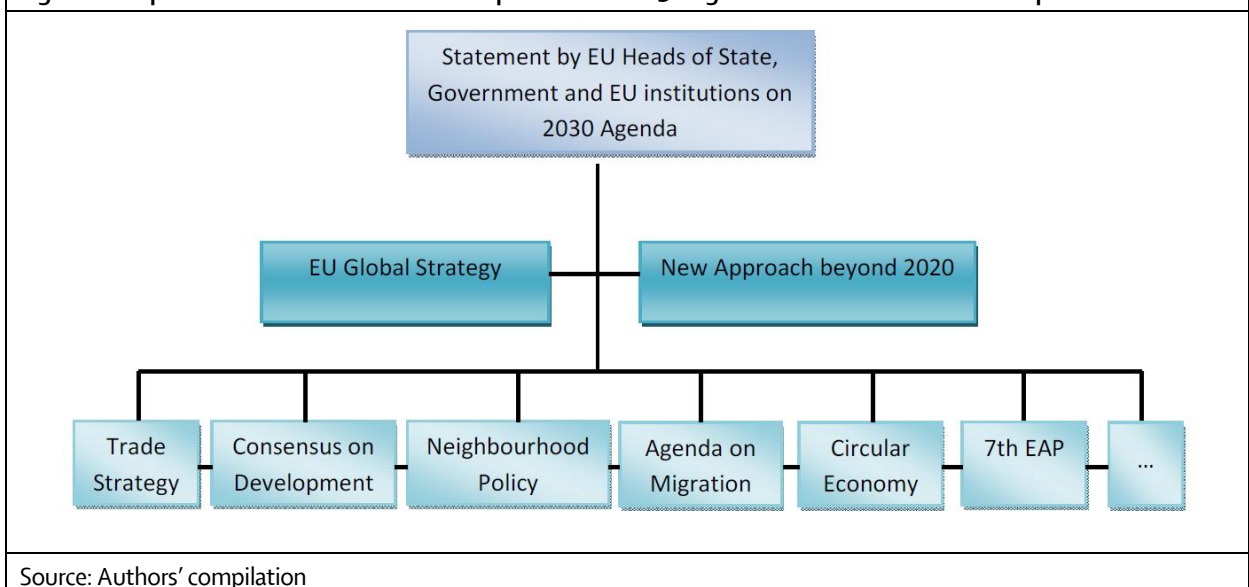 Statement by EU Heads of State,
Government and EU institutions on
2030 Agenda
EU Global Strategy
New Approach beyond 2020
Trade
Strategy
Consensus on
Development
Neighbourhood
Policy
Agenda on
Migration
Circular
Economy
7th EAP
...
Source: Authors' compilation